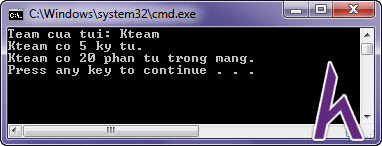 C:\Windows\system32\cmd.exe
Team cua tui: Kteam
Kteam co 5 ky tu.
Kteam co 20 phan tu trong mang.
Press any key to continue . . .